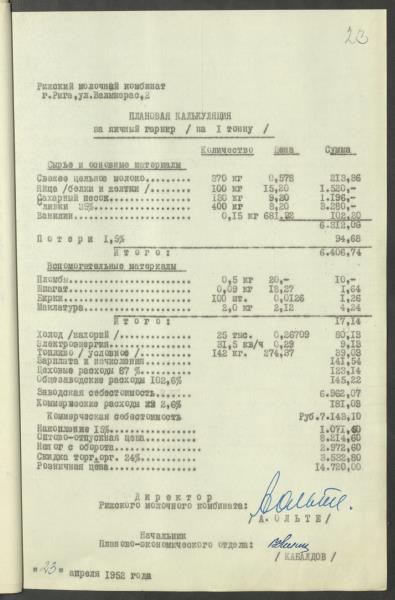 23
Рижский молочный комбинат
г.Рига, ул.Валмиерас,2
ПЛАНОВАЯ КАЛЬКУЛЯЦИЯ
на яичный гарнир / на 1 тонну /
Количество Цена Сумма
Сырье и основные материалы
Свежее цельное молоко......... 370 кг 0,578 213,86
Яйце /белки и желтки /........ 100 кг 15,20 1.520,-
Сахарный песок............ 130 кг 9,20 1.196,-
Сливки 35%............ 400 кг 8,20 3.280,-
Ванилин............ 0,15 кг 681,32 102,20
6.312,06
Потери 1,5% 94,68
Итого: 6.406,74
Вспомогательные материалы
Пломбы............ 0,5 кг 20,- 10,-
Шпагат............ 0,09 кг 18,27 1,64
Бирки............ 100 шт. 0,0126 1,26
Макулатура............ 2,0 кг 2,12 4,24
Итого: 17,14
Холод /калорий /............ 25 тыс. 0,26709
Электроэнергия............ 31,5 кв/ч 0,29 9,13
Топливо / условное /......... 142 кг. 274,37 39,03
Зарплата и начисления 141,54
Цеховые расходы 87 % 123,14
Общезаводские расходы 102,6% 145,22
Заводская себестоимость 6.962,07
Коммерческие расходы 2,6% 181,03
Коммерческая себестоимость Руб.7.143,10
Накопление 15% 1.071,50
Оптово-отпускная цена 8.214,60
Налог с оборота 2.972,60
Скидка торг.орг. 24% 3.532,80
Розничная цена 14.720,00
Директор
Рижского молочного комбината:
/А. ОЛЬТЕ/
Начальник
Планово-экономического отдела:
/ КАБАЛДОВ /
"23" апреля 1952 года